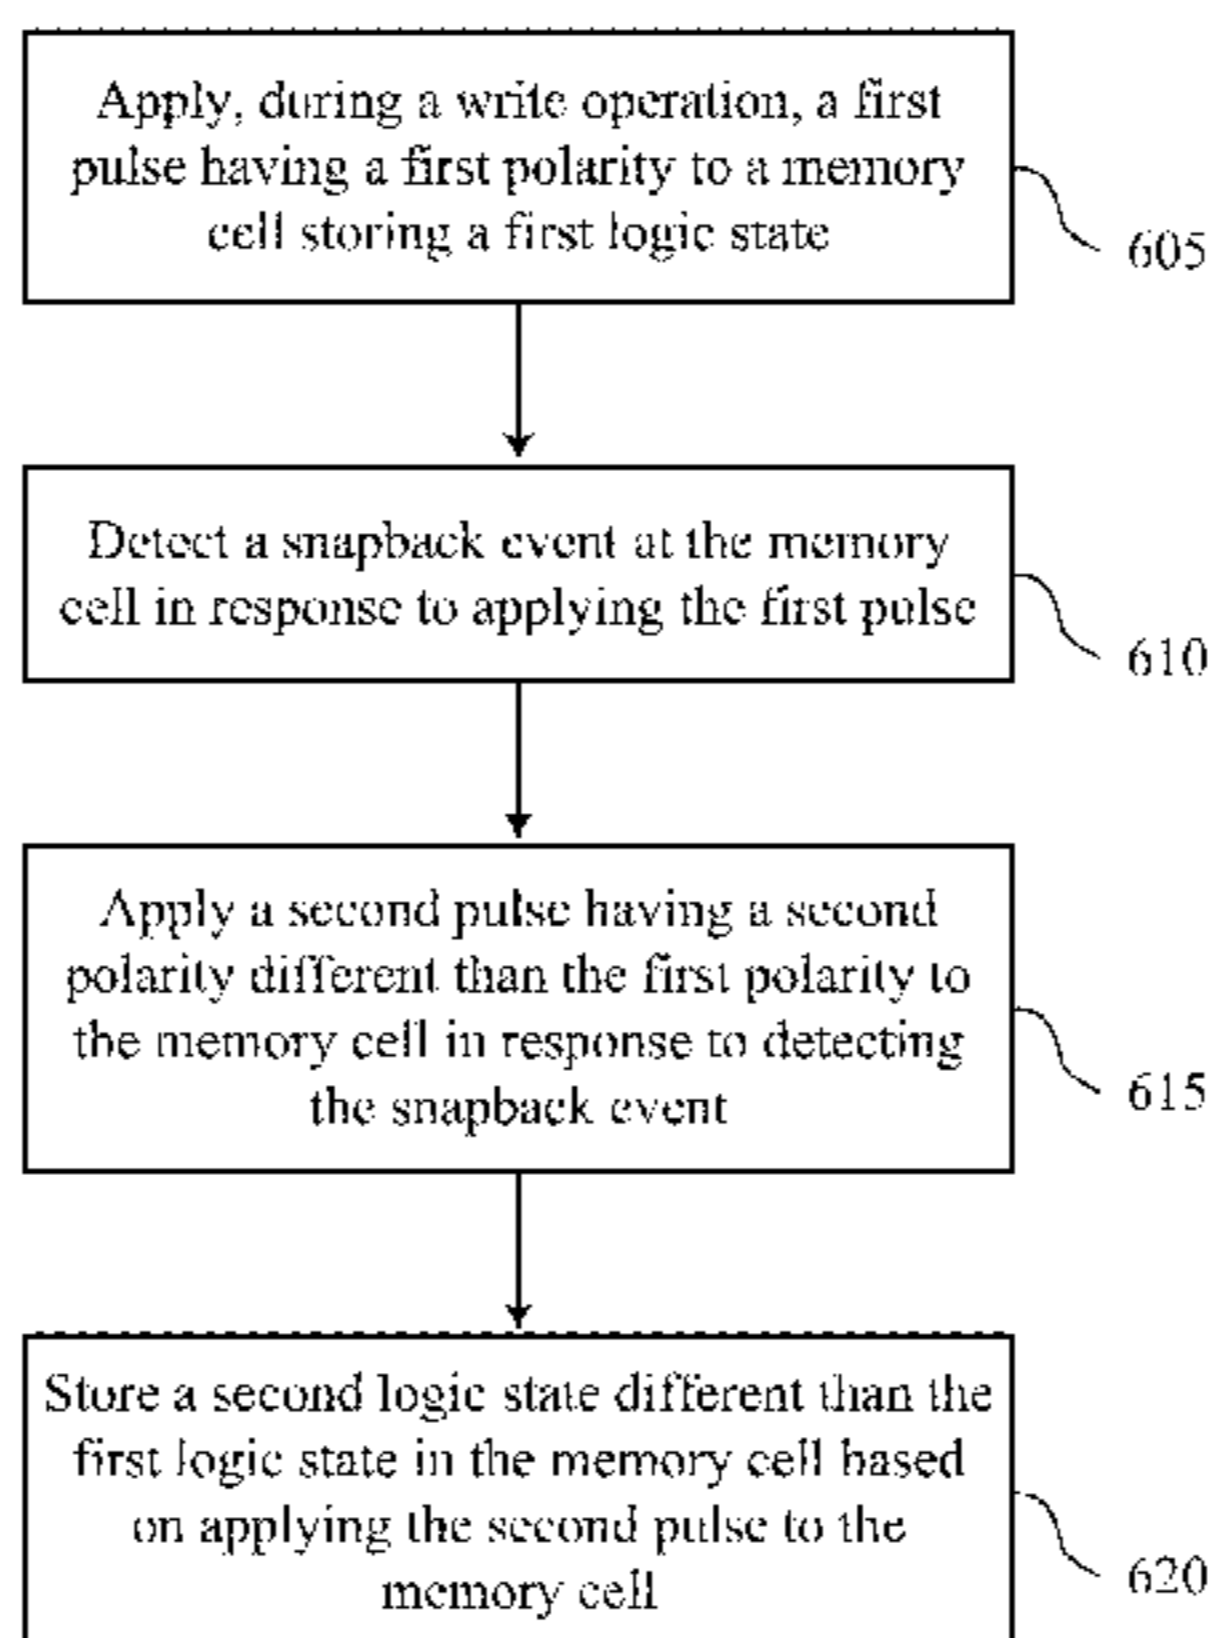 Apply, during a write operation, a first
pulse having a first polarity to a memory
cell storing a first logic state
605
Detect a snapback event at the memory
cell in response to applying the first pulse
610
Apply a second pulse having a second
polarity different than the first polarity to
the memory cell in response to detecting
the snapback event
615
Store a second logic state different than the
first logic state in the memory cell based
on applying the second pulse to the
memory cell
620